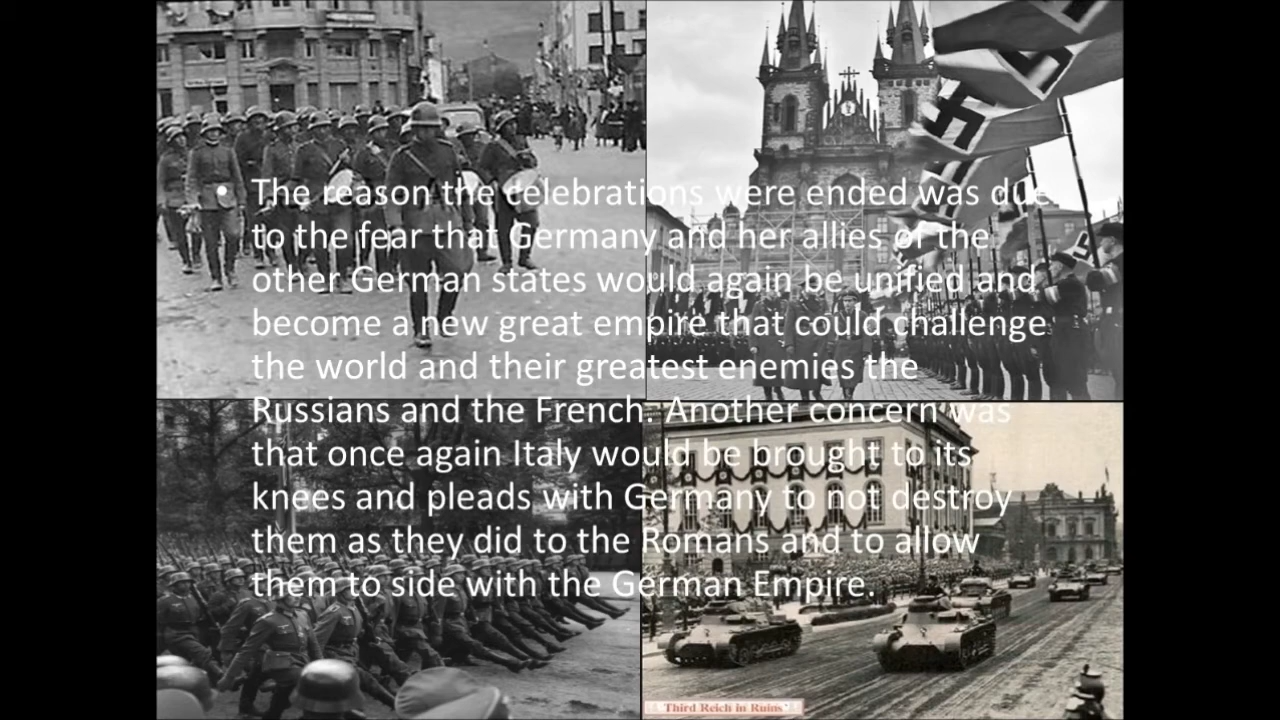 • The reason the celebrations were ended was due
to the fear that Germany and her allies of the
other German states would again be unified and
become a new great empire that could challenge
the world and their greatest enemies the
Russians and the French. Another concern was
that once again Italy would be brought to its
knees and pleads with Germany to not destroy
them as they did to the Romans and to allow
them to side with the German Empire.
"Third Reich in Ruins"